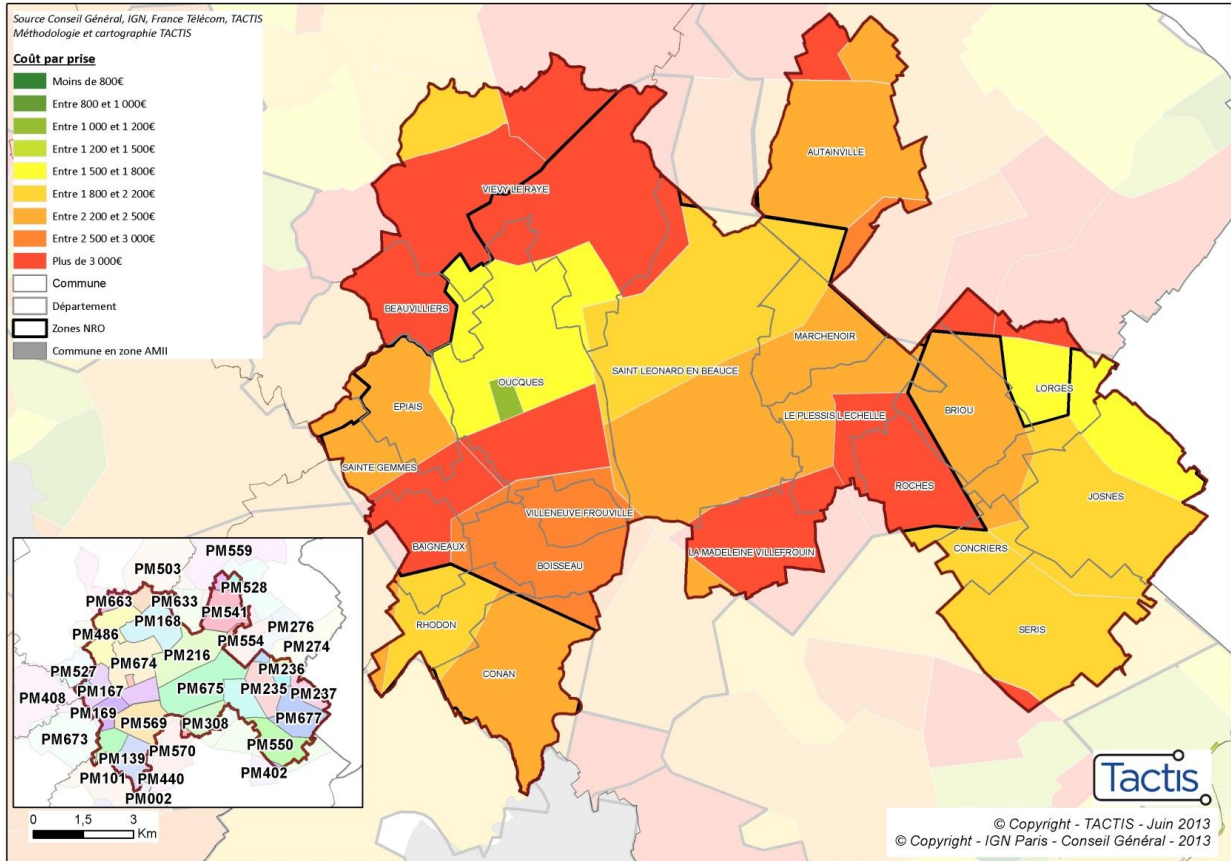 Source Conseil Général, IGN, France Télécom, TACTIS
Méthodologie et cartographie TACTIS
Coût par prise
Moins de 800€
Entre 800 et 1 000€
Entre 1 000 et 1 200€
Entre 1 200 et 1 500€
Entre 1 500 et 1 800€
Entre 1 800 et 2 200€
Entre 2 200 et 2 500€
Entre 2 500 et 3 000€
Plus de 3 000€
Commune
Département
Zones NRO
Commune en zone AMII
AUTAINVILLE
VIEVY LE RAYE
BEAUVILLIERS
MARCHENOIR
SAINT LEONARD EN BEAUCE
OUCQUES
LORGES
EPIAIS
LE PLESSIS L ECHELLE
BRIOU
SAINTE GEMMES
ROCHES
JOSNES
VILLENEUVE FROUVILLE
BAIGNEAUX
LA MADELEINE VILLEFROUIN
CONCRIERS
BOISSEAU
RHODON
SERIS
CONAN
PM559
PM503
PM528
PM663
PM633
PM541
PM168
PM276
PM486
PM554
PM274
PM216
PM674
PM236
PM527
PM167
PM675
PM235
PM237
PM408
PM169
PM569
PM308
PM677
PM673
PM570
PM550
PM139
PM402
PM101
PM440
PM002
0 1,5 3
Km
Tactis
© Copyright - TACTIS - Juin 2013
© Copyright - IGN Paris - Conseil Général - 2013